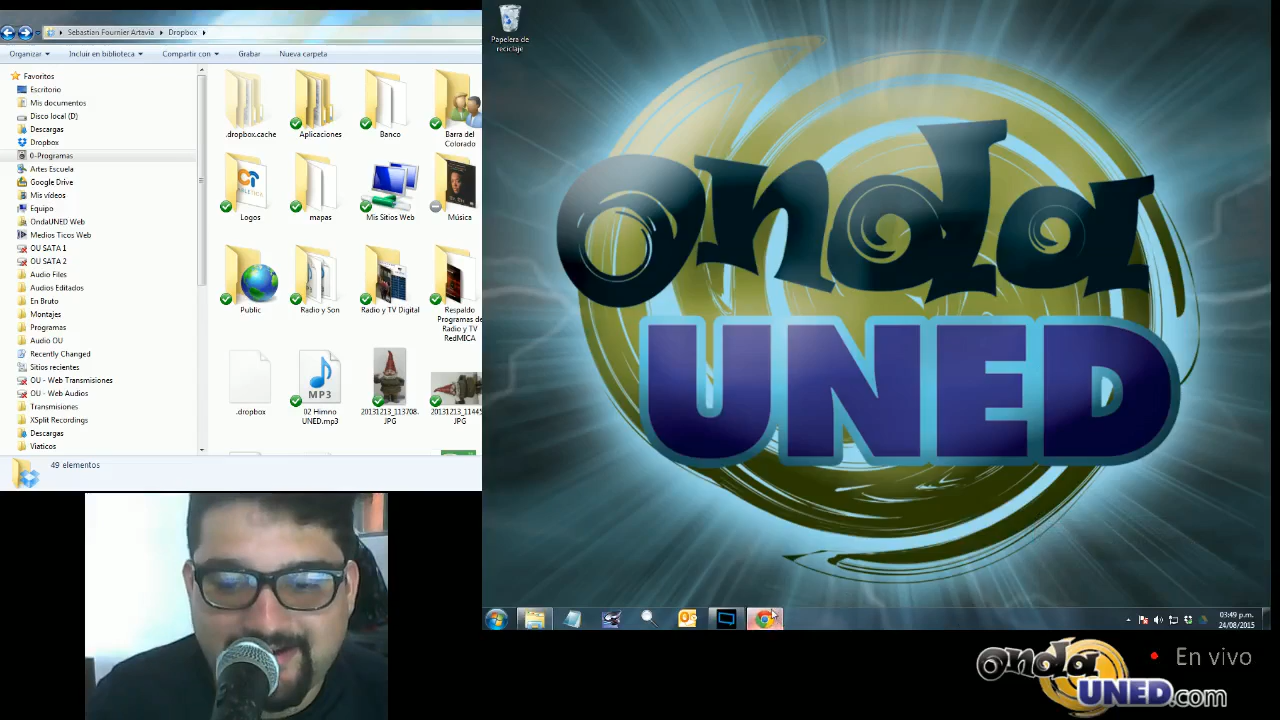 Sebastian Fournier Artavia Dropbox
Organizar Incluir en biblioteca Compartir con Grabar Nueva carpeta
Favoritos
Escritorio
Mis documentos
Disco local (D)
Descargas
Dropbox
0-Programas
Artes Escuela
Google Drive
Mis vídeos
Equipo
OndaUNED Web
Medios Ticos Web
OU SATA 1
OU SATA 2
Audio Files
Audios Editados
En Bruto
Montajes
Programas
Audio OU
Recently Changed
Sitios recientes
OU - Web Transmisiones
OU - Web Audios
Transmisiones
XSplit Recordings
Descargas
Viaticos
.dropbox.cache
Aplicaciones
Banco
Barra del
Colorado
Logos
mapas
Mis Sitios Web
Música
Public
Radio y Son
Radio y TV Digital
Respaldo
Programas de
Radio y TV
RedMICA
.dropbox
MP3
02 Himno
UNED.mp3
20131213_113708.
JPG
20131213_11445
JPG
49 elementos
Papelera de
reciclaje
onda
UNED
03:49 p.m.
24/08/2015
onda
UNED.com
En vivo